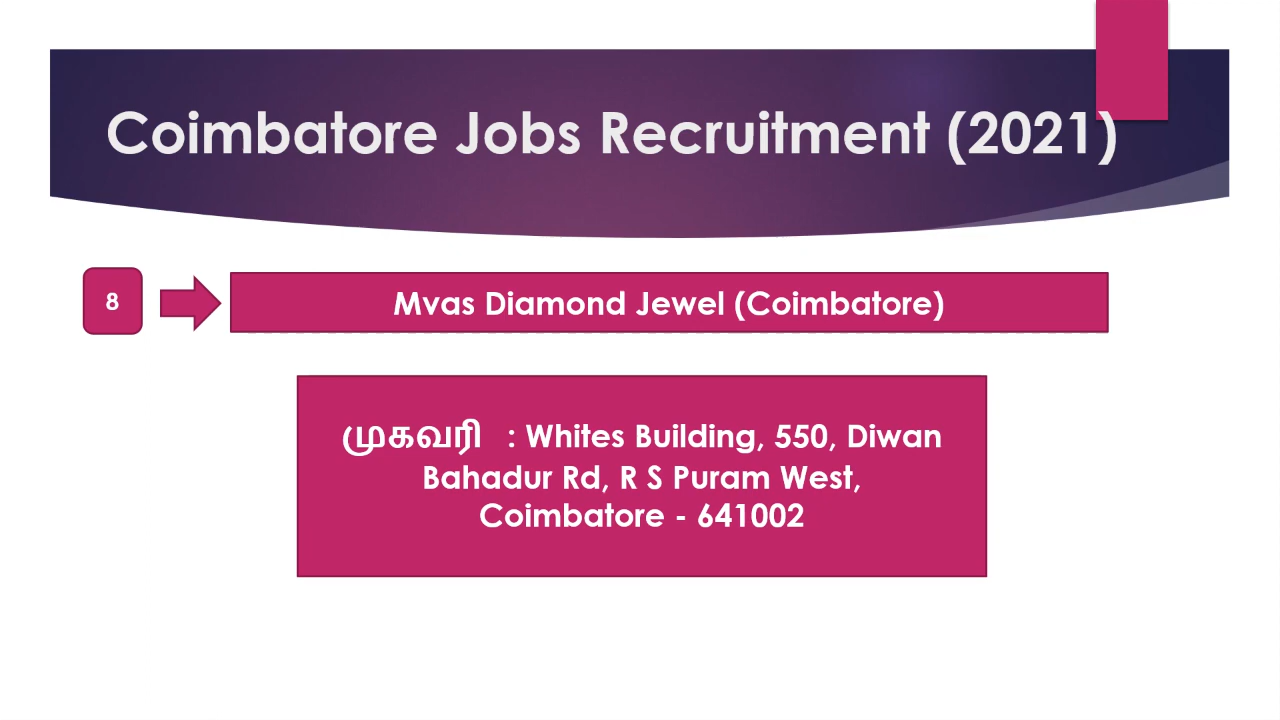 Coimbatore Jobs Recruitment (2021)
8
Mvas Diamond Jewel (Coimbatore)
முகவரி : Whites Building, 550, Diwan
Bahadur Rd, R S Puram West,
Coimbatore - 641002